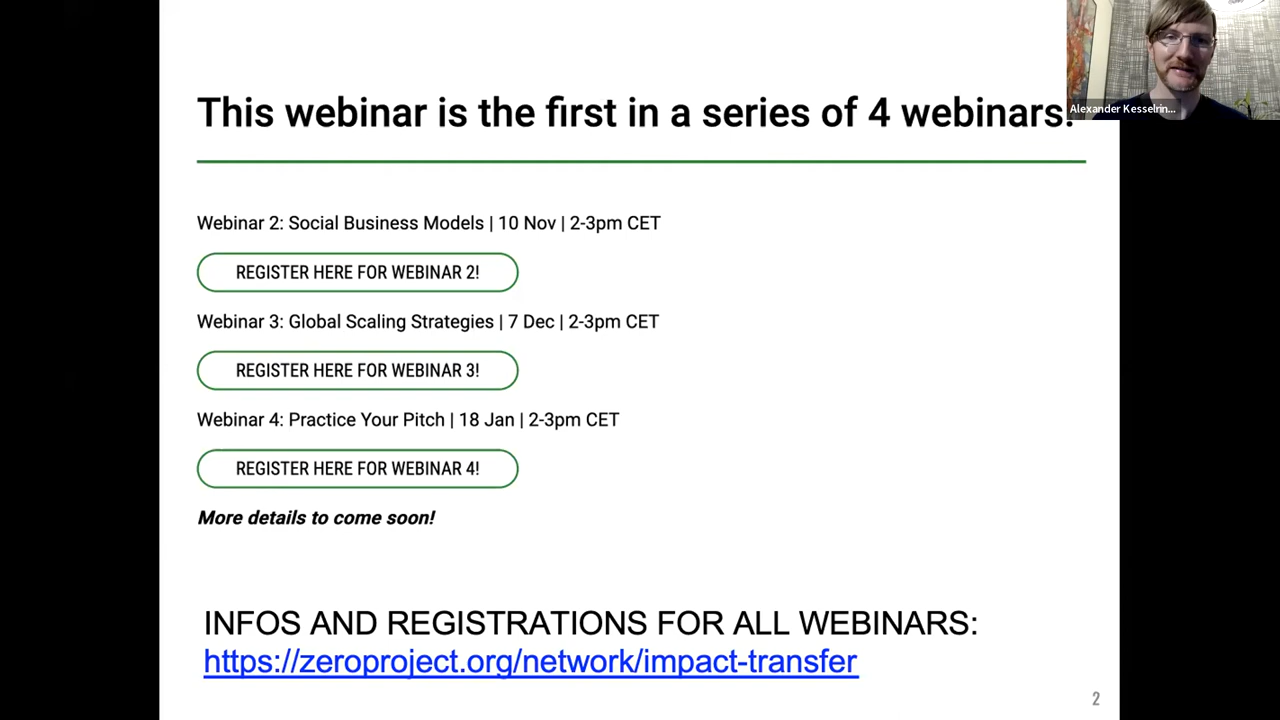 This webinar is the first in a series of 4 webinars.
Alexander Kesselrin...
Webinar 2: Social Business Models | 10 Nov | 2-3pm CET
REGISTER HERE FOR WEBINAR 2!
Webinar 3: Global Scaling Strategies | 7 Dec | 2-3pm CET
REGISTER HERE FOR WEBINAR 3!
Webinar 4: Practice Your Pitch | 18 Jan | 2-3pm CET
REGISTER HERE FOR WEBINAR 4!
More details to come soon!
INFOS AND REGISTRATIONS FOR ALL WEBINARS:
https://zeroproject.org/network/impact-transfer
2